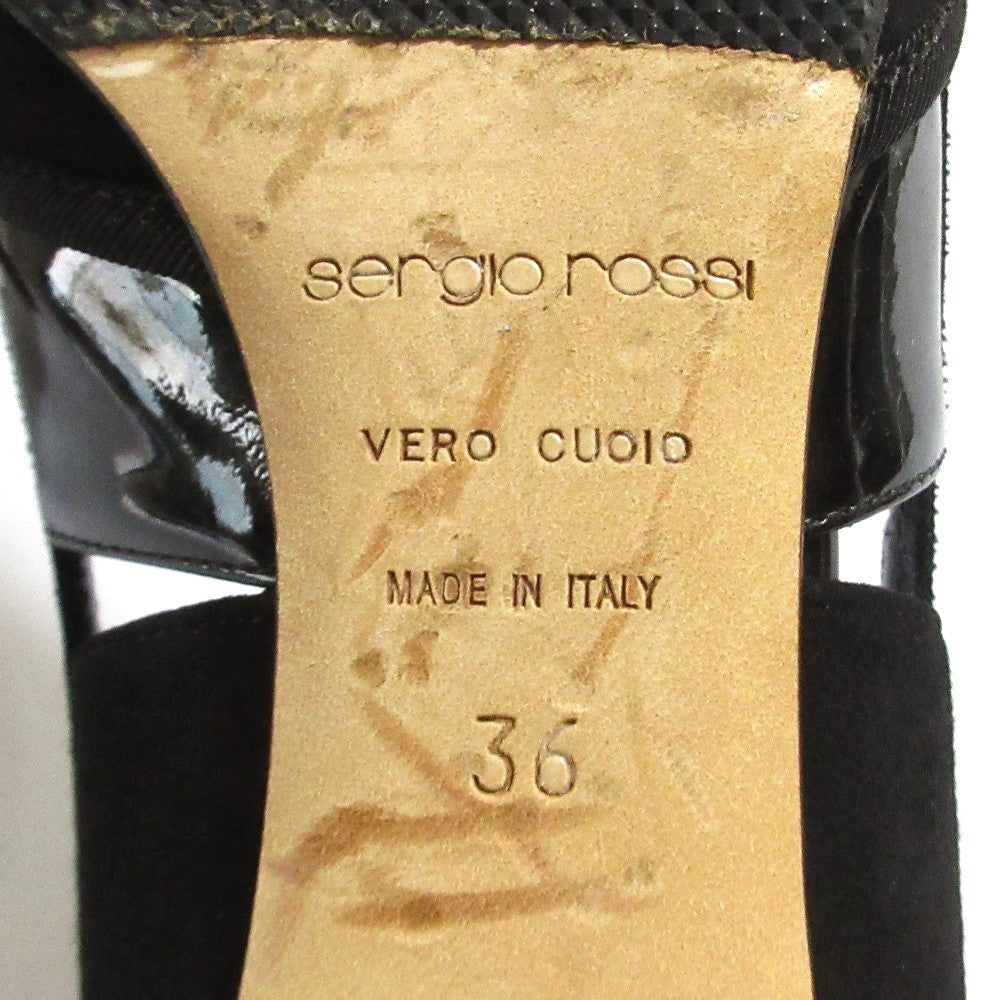 sergio rossi
VERO CUOIO
MADE IN ITALY
36